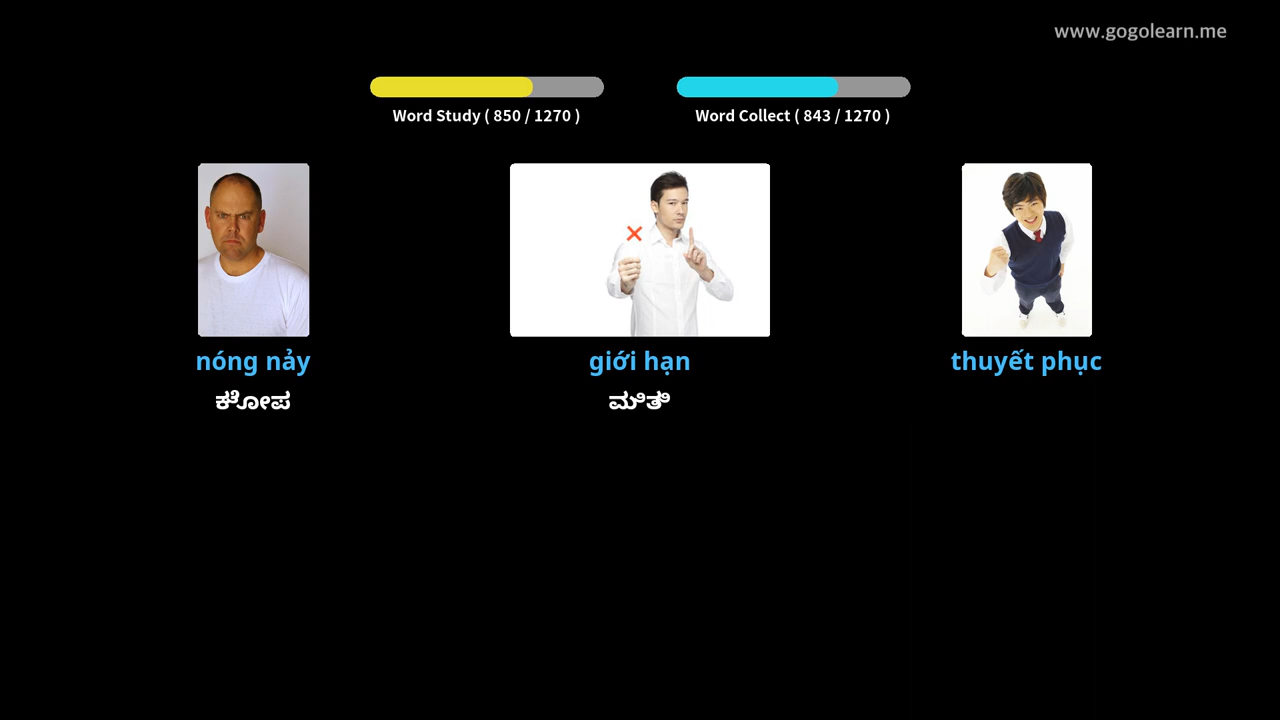 www.gogolearn.me
Word Study ( 850 / 1270 )
Word Collect ( 843 / 1270 )
nóng nảy
giới hạn
thuyết phục
ಕೋಪ
ಮಿತಿ